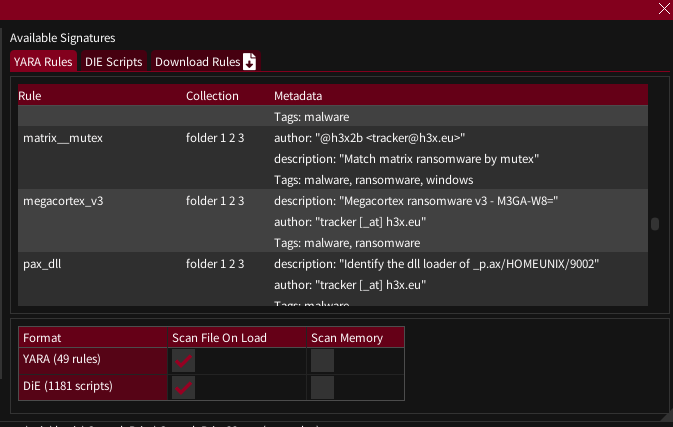 Available Signatures
YARA Rules DIE Scripts Download Rules
Rule Collection Metadata
Tags: malware
matrix__mutex folder 1 2 3 author: "@h3x2b <tracker@h3x.eu>"
description: "Match matrix ransomware by mutex"
Tags: malware, ransomware, windows
megacortex_v3 folder 1 2 3 description: "Megacortex ransomware v3 - M3GA-W8="
author: "tracker [_at] h3x.eu"
Tags: malware, ransomware
pax_dll folder 1 2 3 description: "Identify the dll loader of _p.ax/HOMEUNIX/9002"
author: "tracker [_at] h3x.eu"
Tags: malware
Format Scan File On Load Scan Memory
YARA (49 rules)
DiE (1181 scripts)